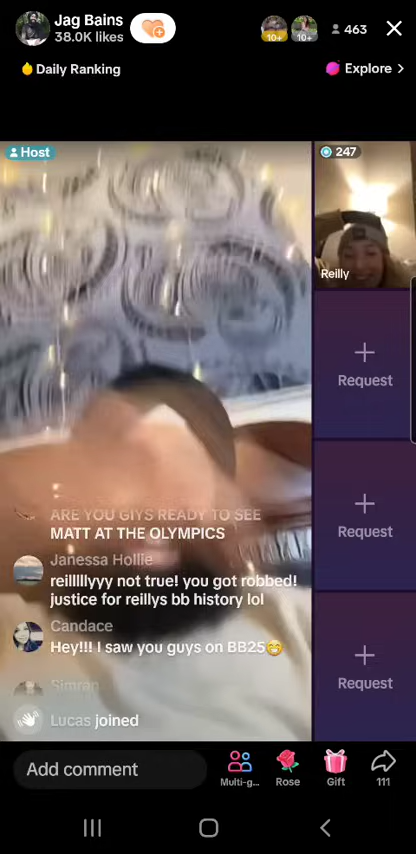 Jag Bains
38.0K likes
10+
10+
463
Daily Ranking
Explore >
Host
247
Reilly
Request
Request
Request
ARE YOU GIYS READY TO SEE
MATT AT THE OLYMPICS
Janessa Hollie
reilllllyyy not true! you got robbed!
justice for reillys bb history lol
Candace
Hey!!! I saw you guys on BB25😁
Simran
Lucas joined
Add comment
Multi-g...
Rose
Gift
111